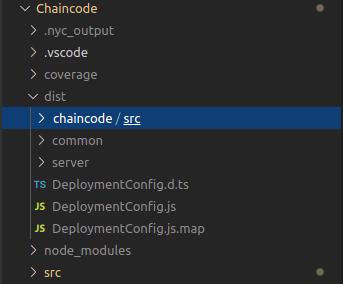 Chaincode
.nyc_output
.vscode
coverage
dist
chaincode / src
common
server
TS DeploymentConfig.d.ts
JS DeploymentConfig.js
JS DeploymentConfig.js.map
node_modules
src